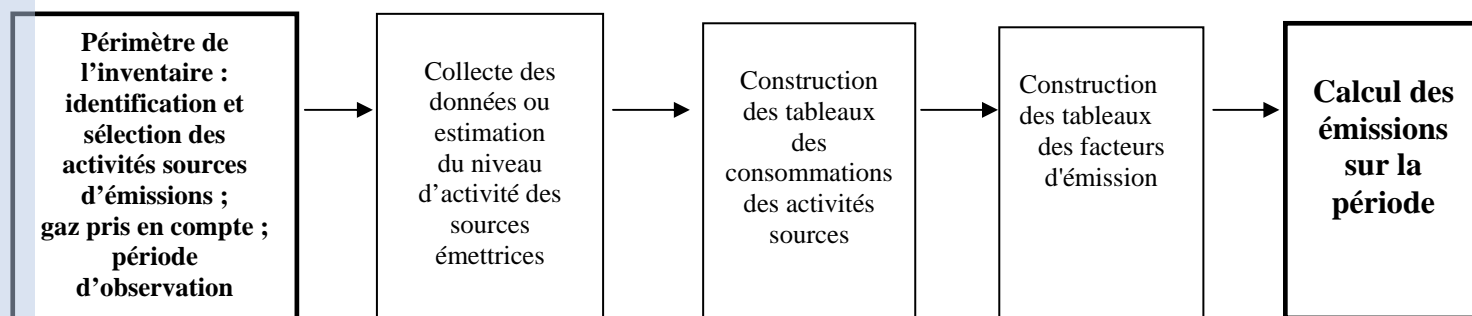 Périmètre de
l’inventaire :
identification et
sélection des
activités sources
d’émissions ;
gaz pris en compte ;
période
d’observation
Collecte des
données ou
estimation
du niveau
d’activité des
sources
émettrices
Construction
des tableaux
des
consommations
des activités
sources
Construction
des tableaux
des facteurs
d'émission
Calcul des
émissions
sur la
période